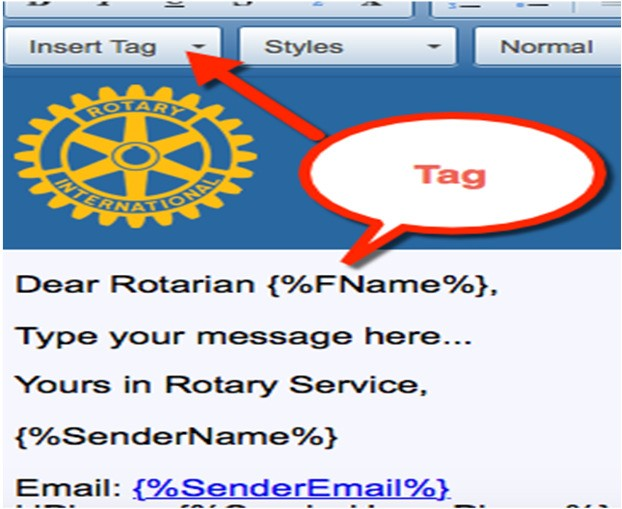 Insert Tag Styles Normal
ROTARY
INTERNATIONAL
Tag
Dear Rotarian {%FName%},
Type your message here...
Yours in Rotary Service,
{%SenderName%}
Email: {%SenderEmail%}